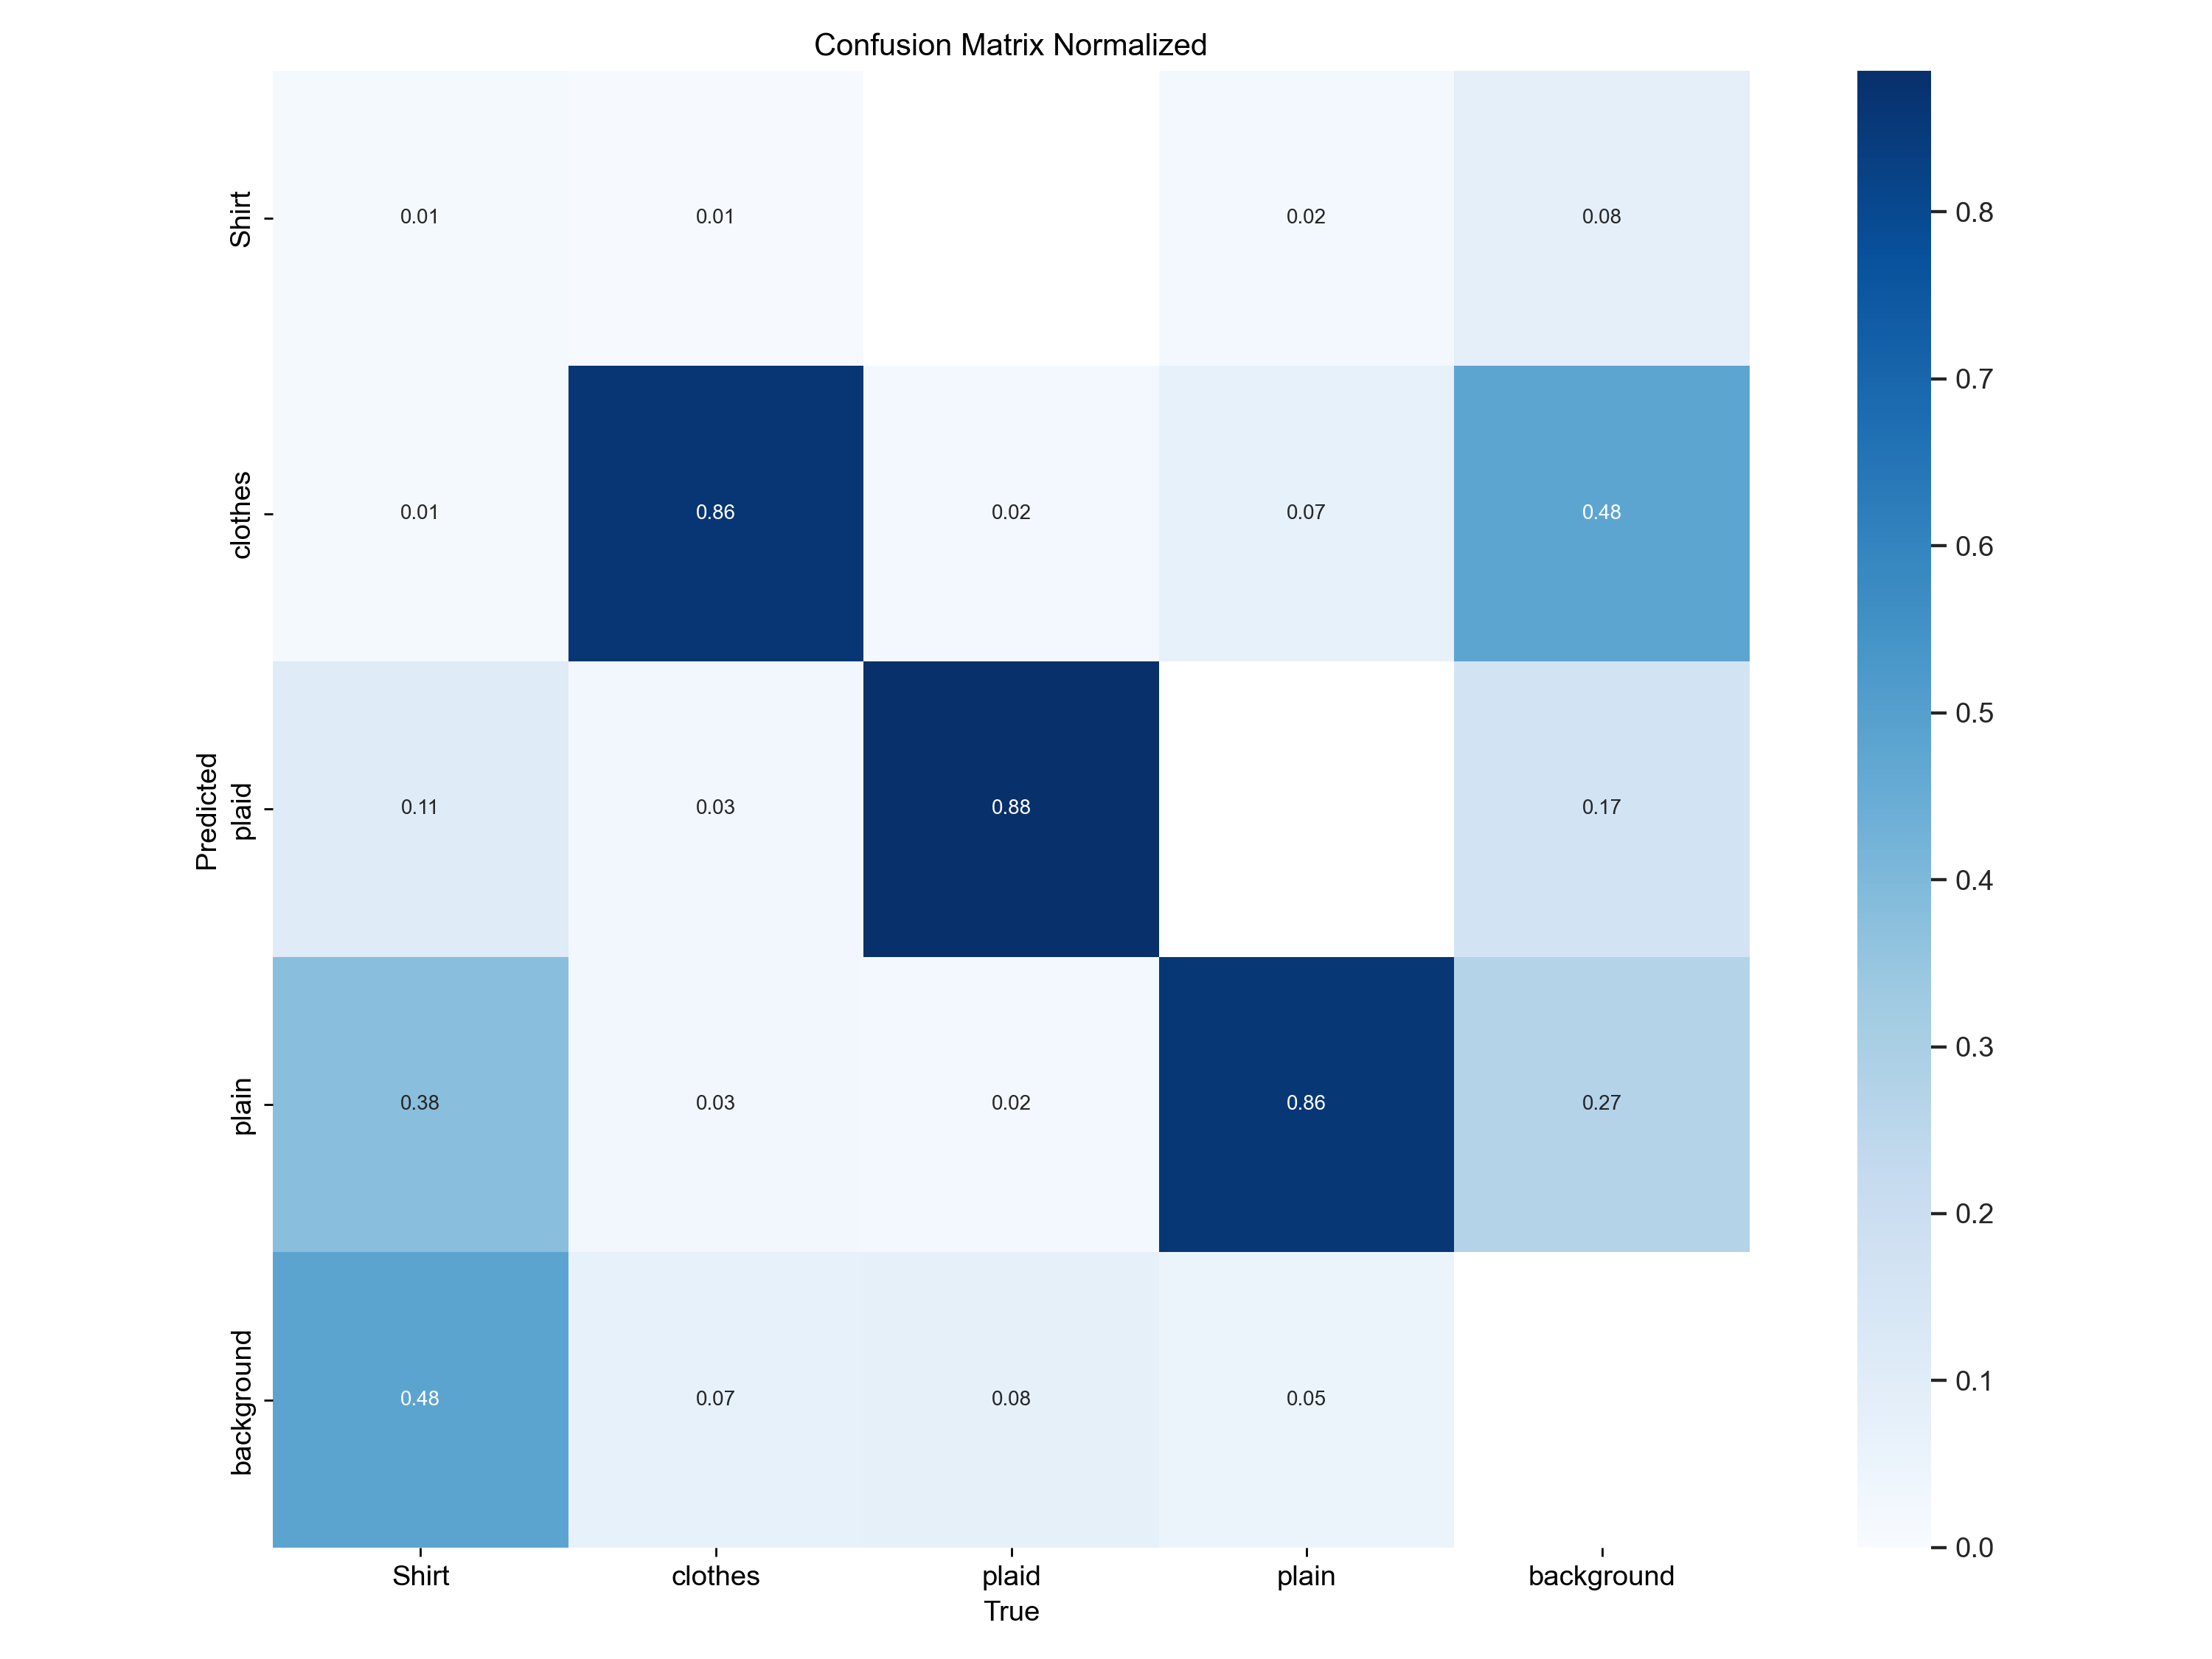 Confusion Matrix Normalized
Shirt
0.01
0.01
0.02
0.08
clothes
0.01
0.86
0.02
0.07
0.48
Predicted
plaid
0.11
0.03
0.88
0.17
plain
0.38
0.03
0.02
0.86
0.27
background
0.48
0.07
0.08
0.05
Shirt
clothes
plaid
plain
background
True
0.8
0.7
0.6
0.5
0.4
0.3
0.2
0.1
0.0